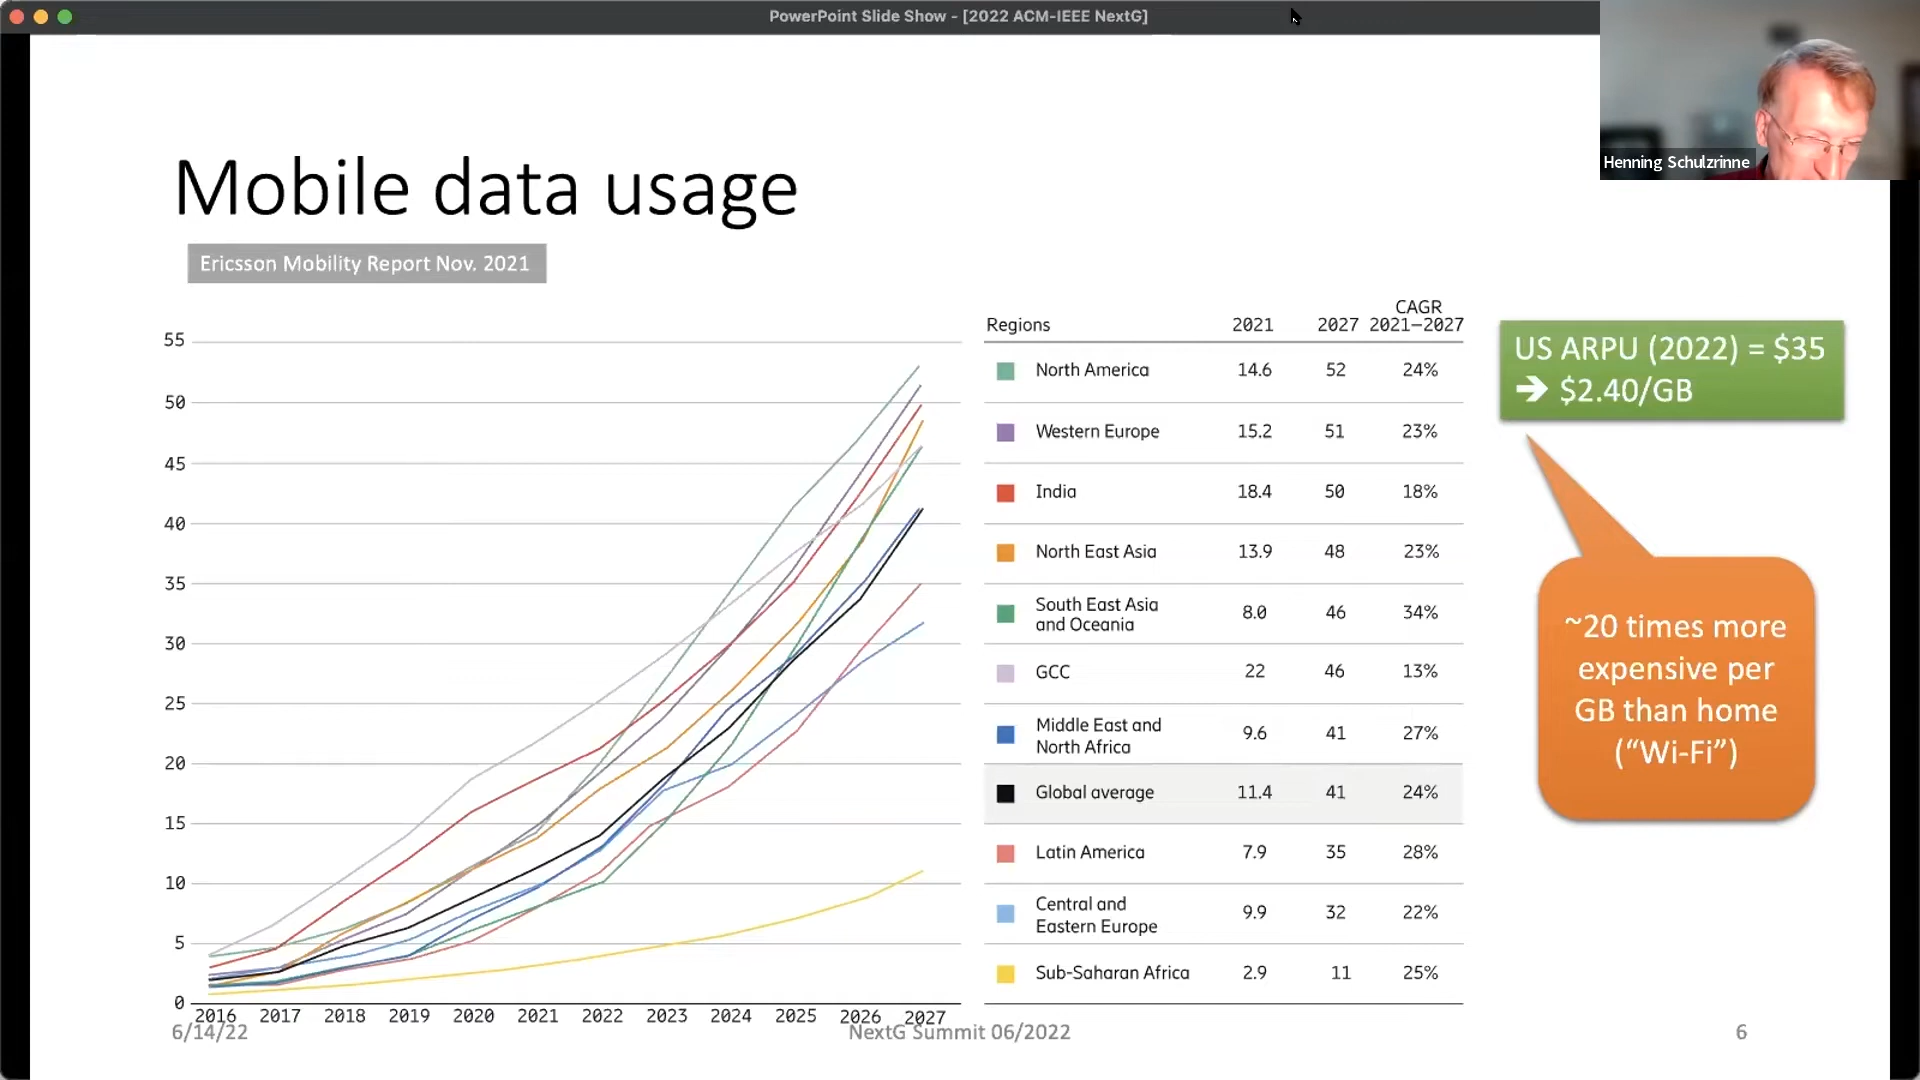 PowerPoint Slide Show - [2022 ACM-IEEE NextG]
Henning Schulzrinne
Mobile data usage
Ericsson Mobility Report Nov. 2021
55
50
45
40
35
30
25
20
15
10
5
0
2016 2017 2018 2019 2020 2021 2022 2023 2024 2025 2026 2027
Regions 2021 2027 CAGR 2021–2027
North America 14.6 52 24%
Western Europe 15.2 51 23%
India 18.4 50 18%
North East Asia 13.9 48 23%
South East Asia
and Oceania 8.0 46 34%
GCC 22 46 13%
Middle East and
North Africa 9.6 41 27%
Global average 11.4 41 24%
Latin America 7.9 35 28%
Central and
Eastern Europe 9.9 32 22%
Sub-Saharan Africa 2.9 11 25%
US ARPU (2022) = $35
➔ $2.40/GB
~20 times more
expensive per
GB than home
(“Wi-Fi”)
6/14/22
NextG Summit 06/2022
6